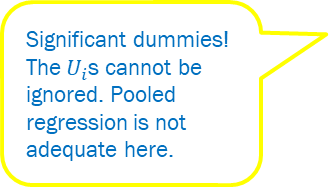 Significant dummies!
The 𝑈ᵢs cannot be
ignored. Pooled
regression is not
adequate here.